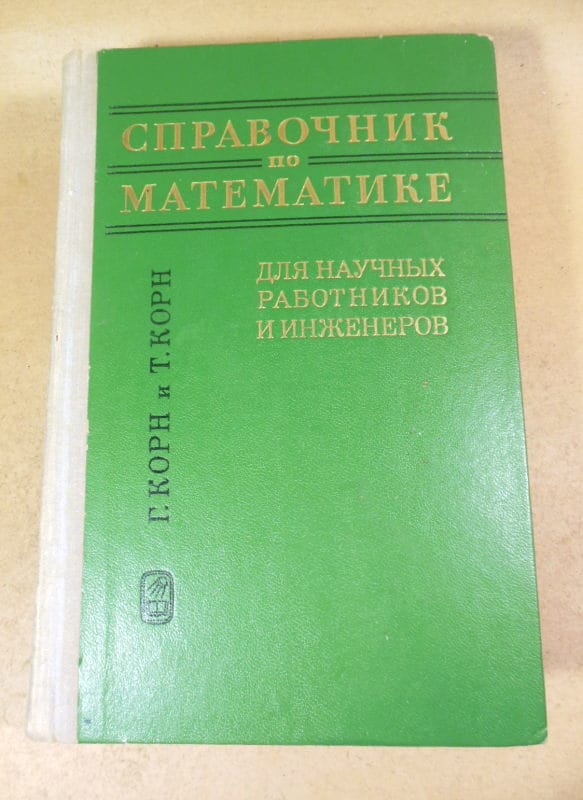 СПРАВОЧНИК
ПО
МАТЕМАТИКЕ
ДЛЯ НАУЧНЫХ
РАБОТНИКОВ
И ИНЖЕНЕРОВ
Г. КОРН и Т. КОРН